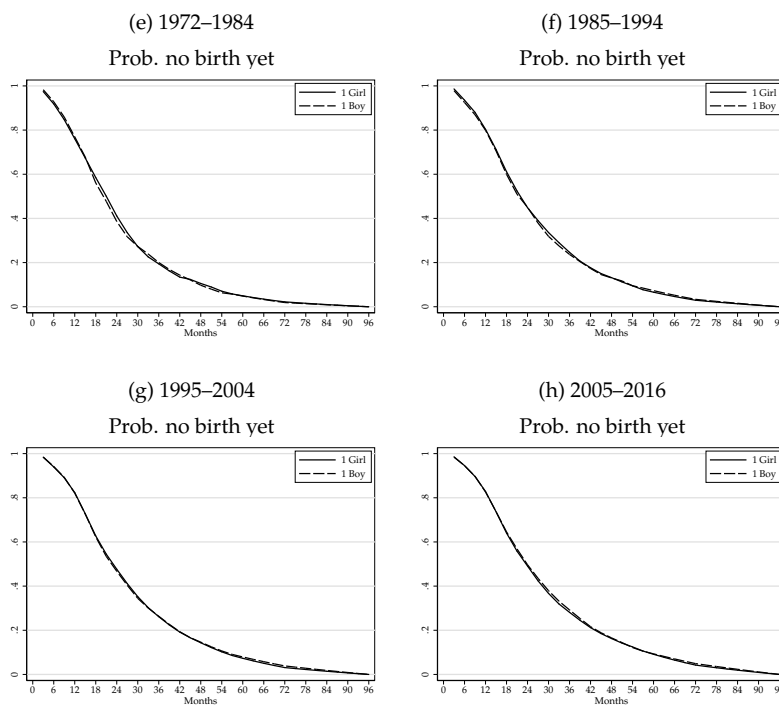 (e) 1972–1984
Prob. no birth yet
1 Girl
1 Boy
1
.8
.6
.4
.2
0
0 6 12 18 24 30 36 42 48 54 60 66 72 78 84 90 96
Months
(f) 1985–1994
Prob. no birth yet
1 Girl
1 Boy
1
.8
.6
.4
.2
0
0 6 12 18 24 30 36 42 48 54 60 66 72 78 84 90
Months
(g) 1995–2004
Prob. no birth yet
1 Girl
1 Boy
1
.8
.6
.4
.2
0
0 6 12 18 24 30 36 42 48 54 60 66 72 78 84 90 96
Months
(h) 2005–2016
Prob. no birth yet
1 Girl
1 Boy
1
.8
.6
.4
.2
0
0 6 12 18 24 30 36 42 48 54 60 66 72 78 84 90
Months